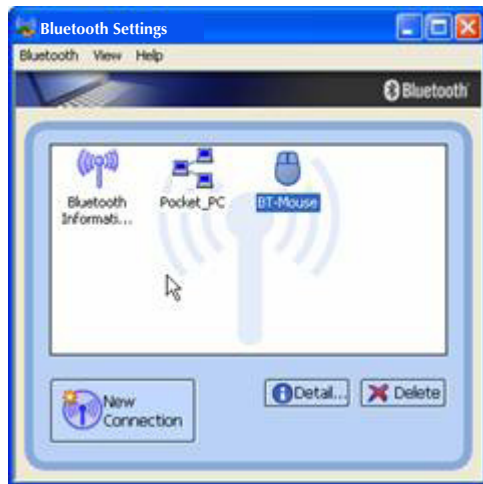 Bluetooth Settings
Bluetooth View Help
Bluetooth
Bluetooth
Informati...
Pocket_PC
BT-Mouse
New
Connection
Detail...
Delete